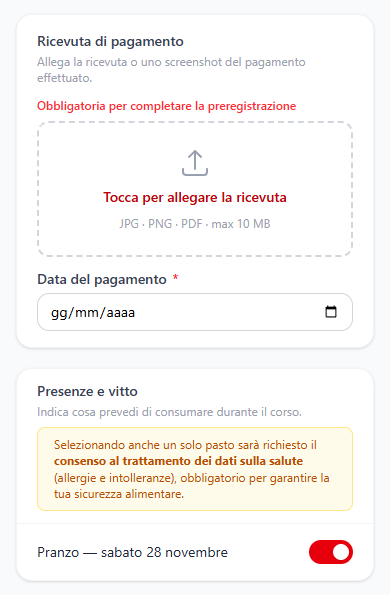 Ricevuta di pagamento
Allega la ricevuta o uno screenshot del pagamento
effettuato.
Obbligatoria per completare la preregistrazione
Tocca per allegare la ricevuta
JPG · PNG · PDF · max 10 MB
Data del pagamento *
gg/mm/aaaa
Presenze e vitto
Indica cosa prevedi di consumare durante il corso.
Selezionando anche un solo pasto sarà richiesto il
consenso al trattamento dei dati sulla salute
(allergie e intolleranze), obbligatorio per garantire la
tua sicurezza alimentare.
Pranzo — sabato 28 novembre